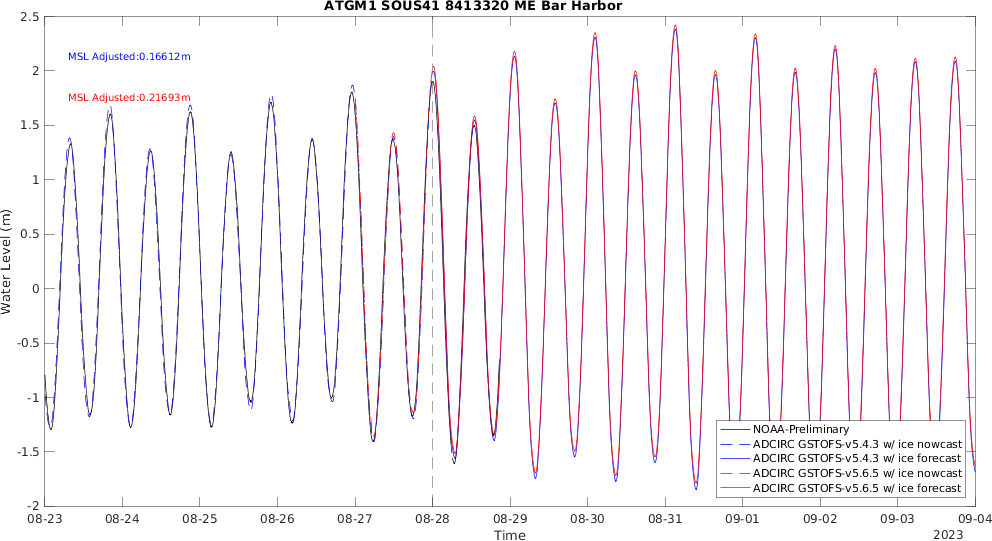 ATGM1 SOUS41 8413320 ME Bar Harbor
MSL Adjusted:0.16612m
MSL Adjusted:0.21693m
2.5
2
1.5
1
0.5
0
-0.5
-1
-1.5
-2
Water Level (m)
NOAA-Preliminary
ADCIRC GSTOFS-v5.4.3 w/ ice nowcast
ADCIRC GSTOFS-v5.4.3 w/ ice forecast
ADCIRC GSTOFS-v5.6.5 w/ ice nowcast
ADCIRC GSTOFS-v5.6.5 w/ ice forecast
08-23 08-24 08-25 08-26 08-27 08-28 08-29 08-30 08-31 09-01 09-02 09-03 09-04
Time
2023